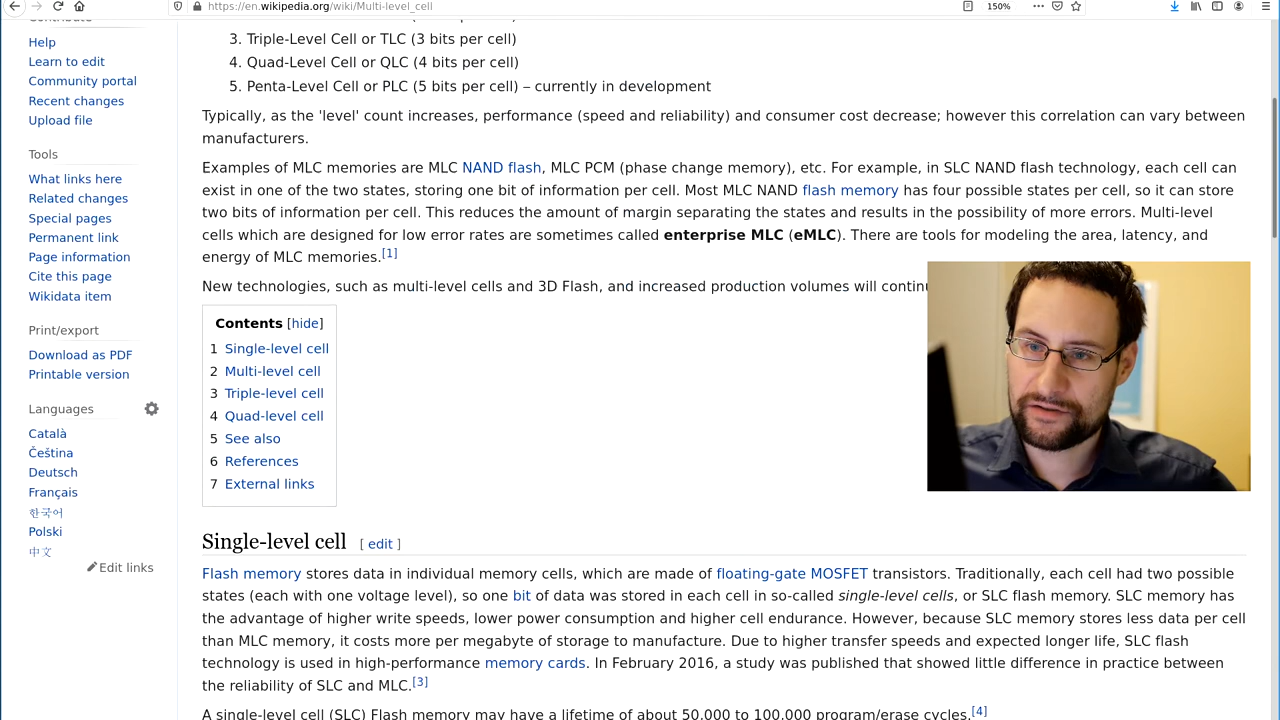 https://en.wikipedia.org/wiki/Multi-level_cell
150%
Contribute
Help
Learn to edit
Community portal
Recent changes
Upload file
Tools
What links here
Related changes
Special pages
Permanent link
Page information
Cite this page
Wikidata item
Print/export
Download as PDF
Printable version
Languages
Català
Čeština
Deutsch
Français
한국어
Polski
中文
Edit links
3. Triple-Level Cell or TLC (3 bits per cell)
4. Quad-Level Cell or QLC (4 bits per cell)
5. Penta-Level Cell or PLC (5 bits per cell) – currently in development
Typically, as the 'level' count increases, performance (speed and reliability) and consumer cost decrease; however this correlation can vary between
manufacturers.
Examples of MLC memories are MLC NAND flash, MLC PCM (phase change memory), etc. For example, in SLC NAND flash technology, each cell can
exist in one of the two states, storing one bit of information per cell. Most MLC NAND flash memory has four possible states per cell, so it can store
two bits of information per cell. This reduces the amount of margin separating the states and results in the possibility of more errors. Multi-level
cells which are designed for low error rates are sometimes called enterprise MLC (eMLC). There are tools for modeling the area, latency, and
energy of MLC memories.[1]
New technologies, such as multi-level cells and 3D Flash, and increased production volumes will
Contents [hide]
1 Single-level cell
2 Multi-level cell
3 Triple-level cell
4 Quad-level cell
5 See also
6 References
7 External links
Single-level cell [ edit ]
Flash memory stores data in individual memory cells, which are made of floating-gate MOSFET transistors. Traditionally, each cell had two possible
states (each with one voltage level), so one bit of data was stored in each cell in so-called single-level cells, or SLC flash memory. SLC memory has
the advantage of higher write speeds, lower power consumption and higher cell endurance. However, because SLC memory stores less data per cell
than MLC memory, it costs more per megabyte of storage to manufacture. Due to higher transfer speeds and expected longer life, SLC flash
technology is used in high-performance memory cards. In February 2016, a study was published that showed little difference in practice between
the reliability of SLC and MLC.[3]
A single-level cell (SLC) Flash memory may have a lifetime of about 50,000 to 100,000 program/erase cycles.[4]